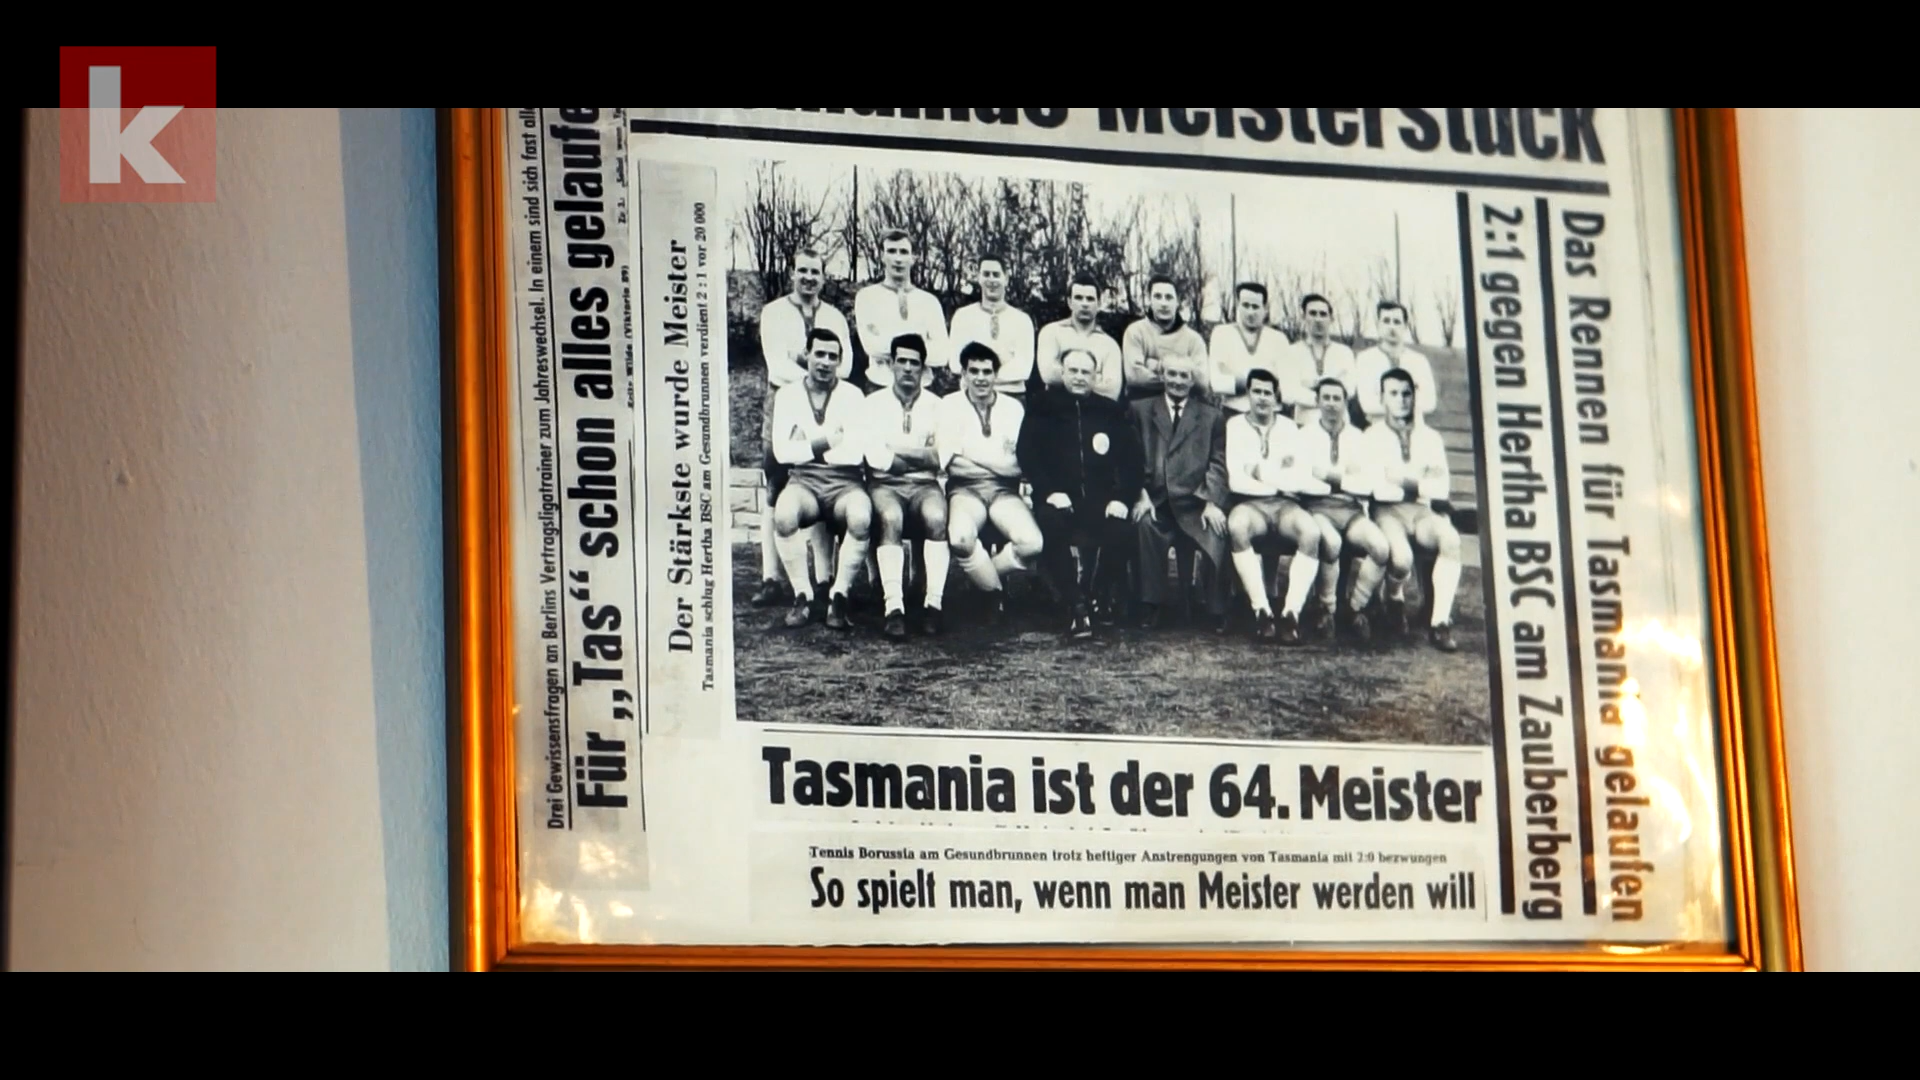 k
Meisterstück
Drei Gewissensfragen an Berlins Vertragsligatrainer zum Jahreswechsel. In einem sind sich fast
Für „Tas“ schon alles
Der Stärkste wurde Meister
Tasmania schlug Hertha BSC am Gesundbrunnen verdient 2 : 1 vor 20 000
Das Rennen für Tasmania gelaufen
2:1 gegen Hertha BSC am Zauberberg
Tasmania ist der 64. Meister
Tennis Borussia am Gesundbrunnen trotz heftiger Anstrengungen von Tasmania mit 2:0 bezwungen
So spielt man, wenn man Meister werden will